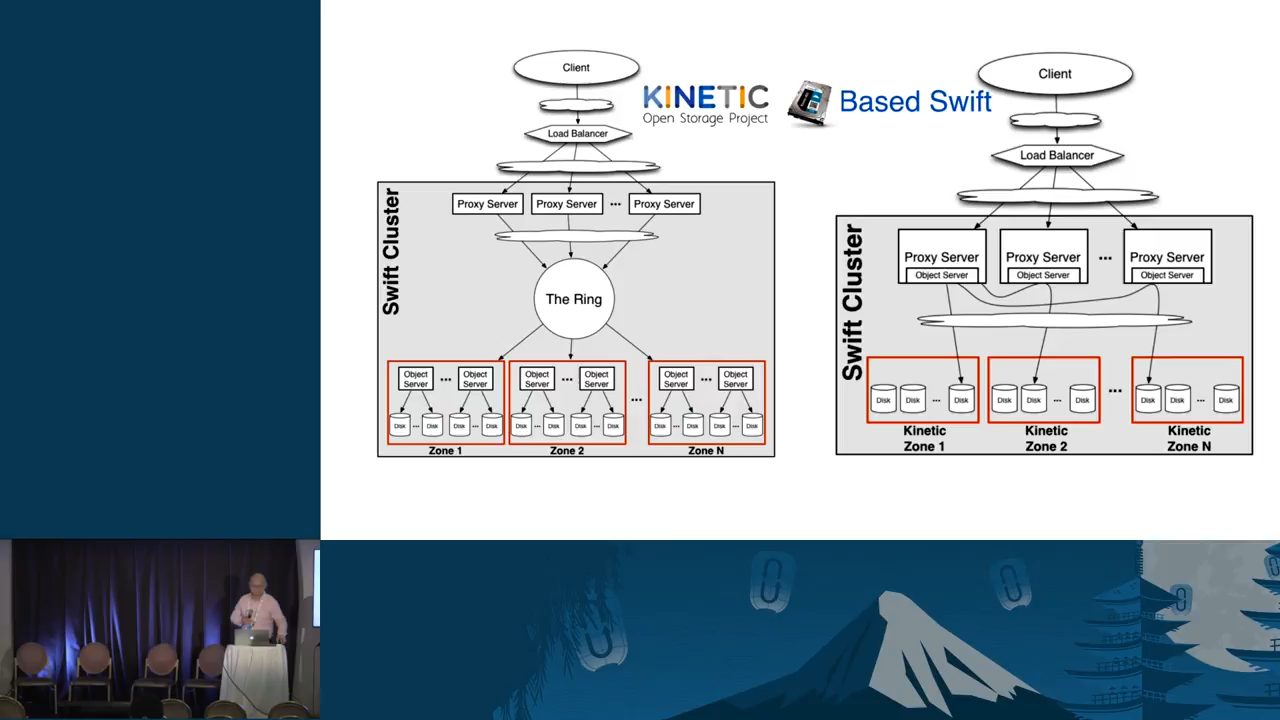 KINETIC
Open Storage Project
Based Swift
Client
Load Balancer
Swift Cluster
Proxy Server
Proxy Server
...
Proxy Server
The Ring
Object
Server
...
Object
Server
Object
Server
...
Object
Server
...
Object
Server
...
Object
Server
Disk
...
Disk
Disk
...
Disk
Disk
...
Disk
Disk
...
Disk
Disk
...
Disk
Disk
...
Disk
Zone 1
Zone 2
Zone N
Client
Load Balancer
Swift Cluster
Proxy Server
Object Server
Proxy Server
Object Server
...
Proxy Server
Object Server
Disk
Disk
...
Disk
Disk
Disk
...
Disk
...
Disk
Disk
...
Disk
Kinetic
Zone 1
Kinetic
Zone 2
Kinetic
Zone N